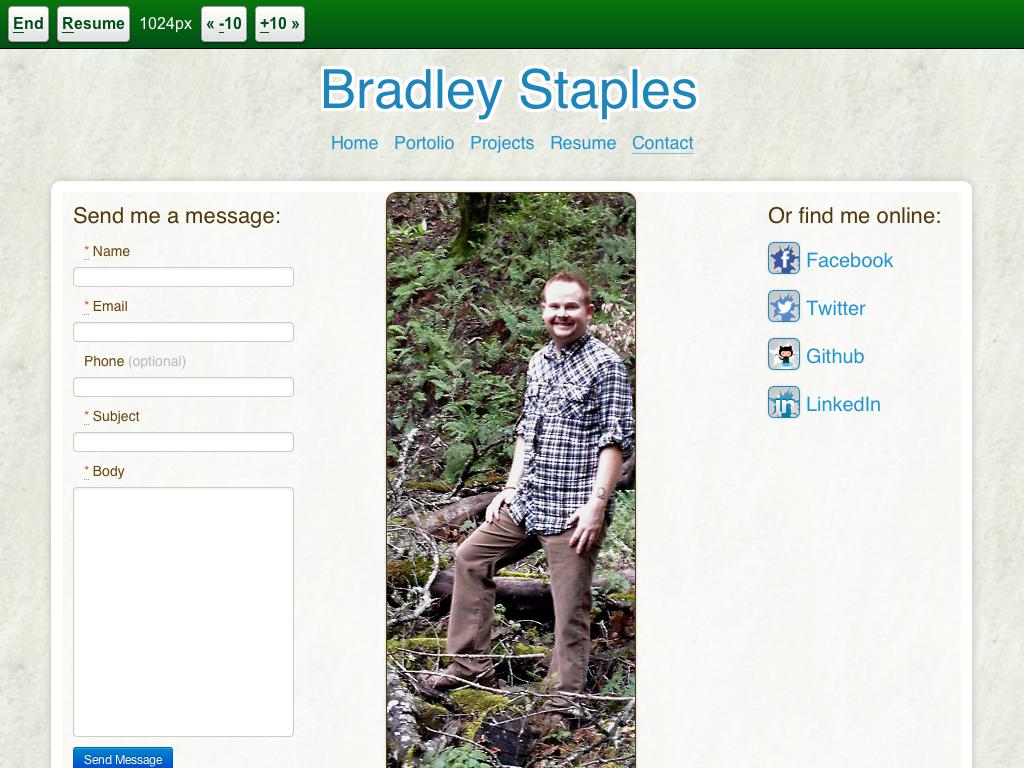 End Resume 1024px « -10 +10 »
Bradley Staples
Home Portolio Projects Resume Contact
Send me a message:
* Name
* Email
Phone (optional)
* Subject
* Body
Send Message
Or find me online:
Facebook
Twitter
Github
LinkedIn